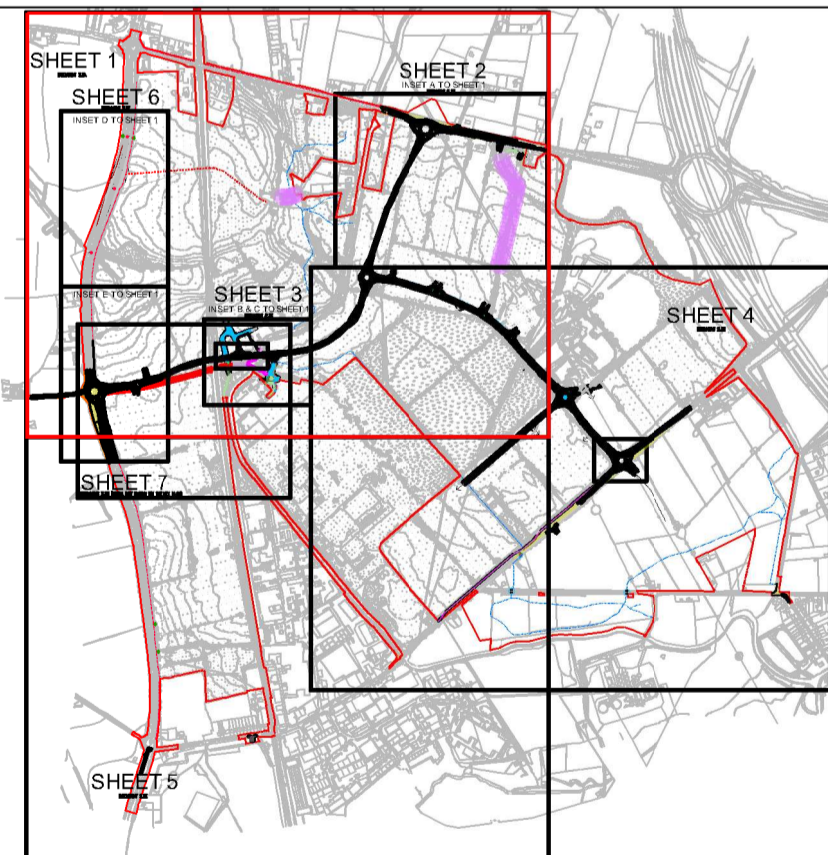 SHEET 1
SHEET 2
INSET A TO SHEET 1
SHEET 6
INSET D TO SHEET 1
INSET E TO SHEET 1
SHEET 3
INSET B & C TO SHEET 1
SHEET 4
SHEET 7
SHEET 5